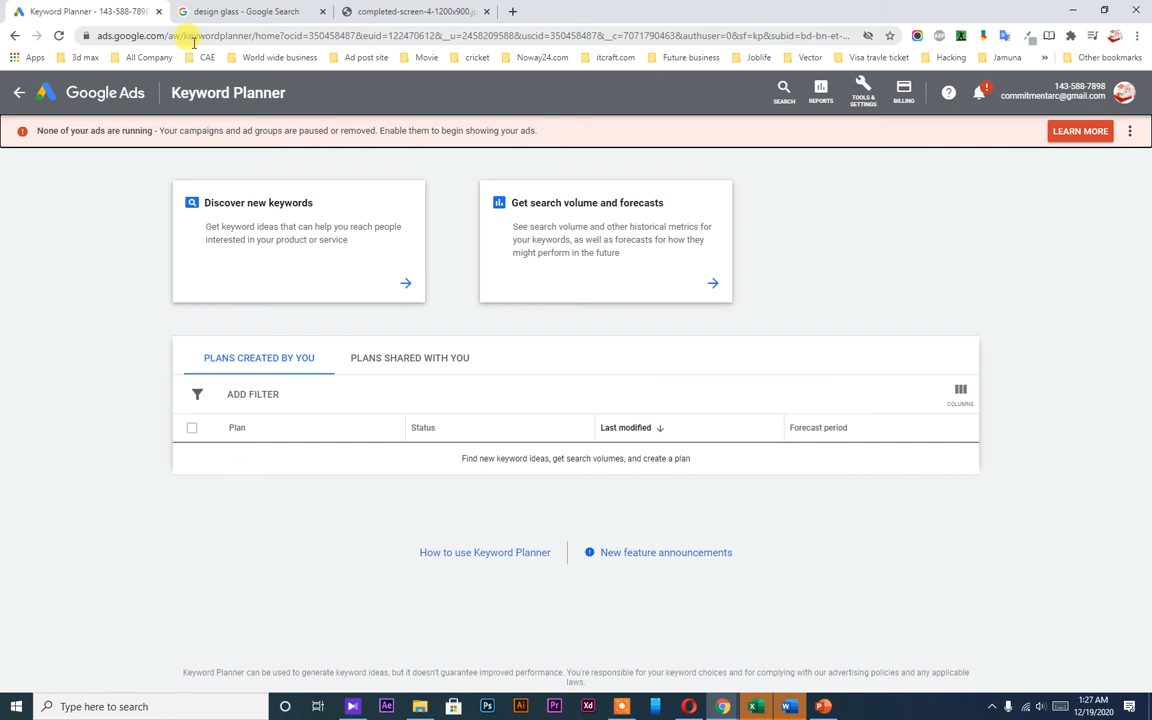 Keyword Planner - 143-588-7898
design glass - Google Search
completed-screen-4-1200x900.jp
ads.google.com/aw/keywordplanner/home?ocid=350458487&euid=122470612&__u=2458209588&uscid=350458487&__c=7071790463&authuser=0&sf=kp&subid=bd-bn-et-...
Apps
3d max
All Company
CAE
World wide business
Ad post site
Movie
cricket
Noway24.com
itcraft.com
Future business
Joblife
Vector
Visa travle ticket
Hacking
Jamuna
»
Other bookmarks
Google Ads
Keyword Planner
SEARCH
REPORTS
TOOLS & SETTINGS
BILLING
143-588-7898
commitmentarc@gmail.com
None of your ads are running - Your campaigns and ad groups are paused or removed. Enable them to begin showing your ads.
LEARN MORE
Discover new keywords
Get keyword ideas that can help you reach people
interested in your product or service
Get search volume and forecasts
See search volume and other historical metrics for
your keywords, as well as forecasts for how they
might perform in the future
PLANS CREATED BY YOU
PLANS SHARED WITH YOU
ADD FILTER
COLUMNS
Plan
Status
Last modified
Forecast period
Find new keyword ideas, get search volumes, and create a plan
How to use Keyword Planner
New feature announcements
Keyword Planner can be used to generate keyword ideas, but it doesn't guarantee improved performance. You're responsible for your keyword choices and for complying with our advertising policies and any applicable
laws.
Type here to search
1:27 AM
12/19/2020